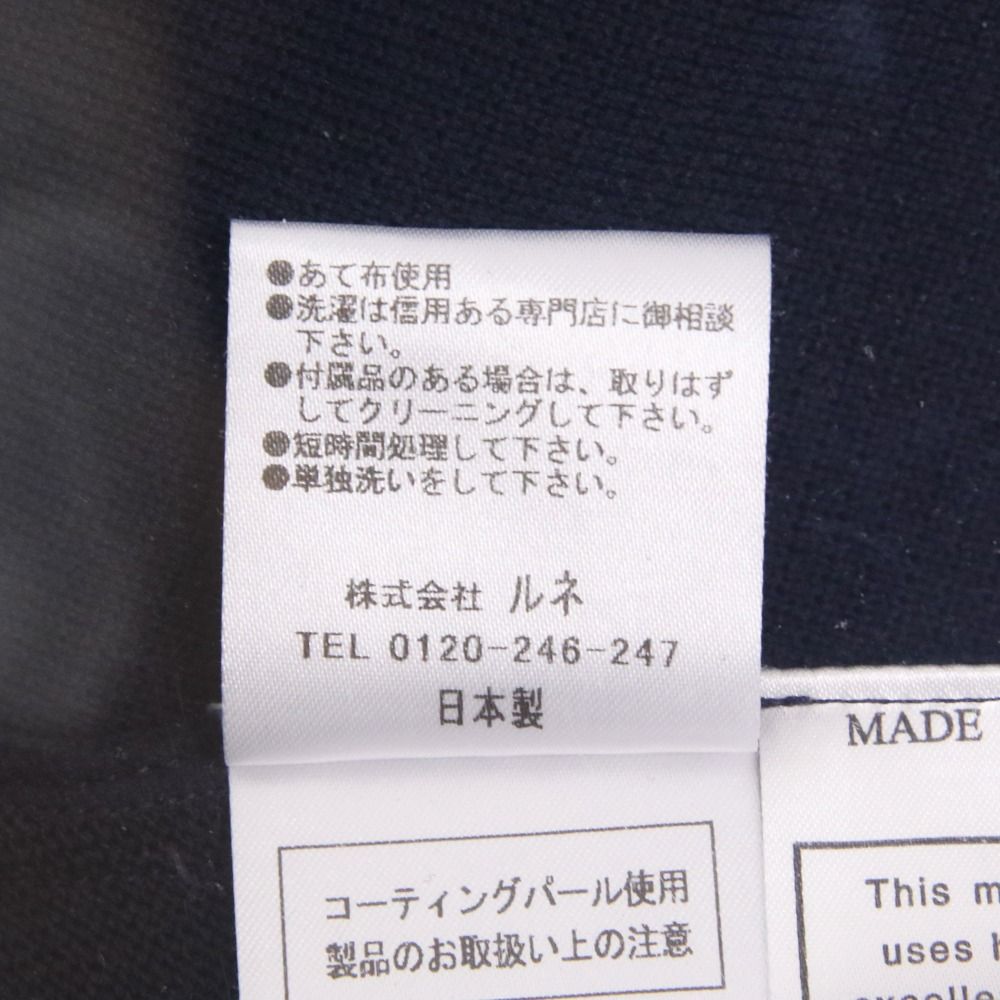 ●あて布使用
●洗濯は信用ある専門店に御相談
下さい。
●付属品のある場合は、取りはず
してクリーニングして下さい。
●短時間処理して下さい。
●単独洗いをして下さい。
株式会社 ルネ
TEL 0120-246-247
日本製
コーティングパール使用
製品のお取扱い上の注意
MADE
This m
uses